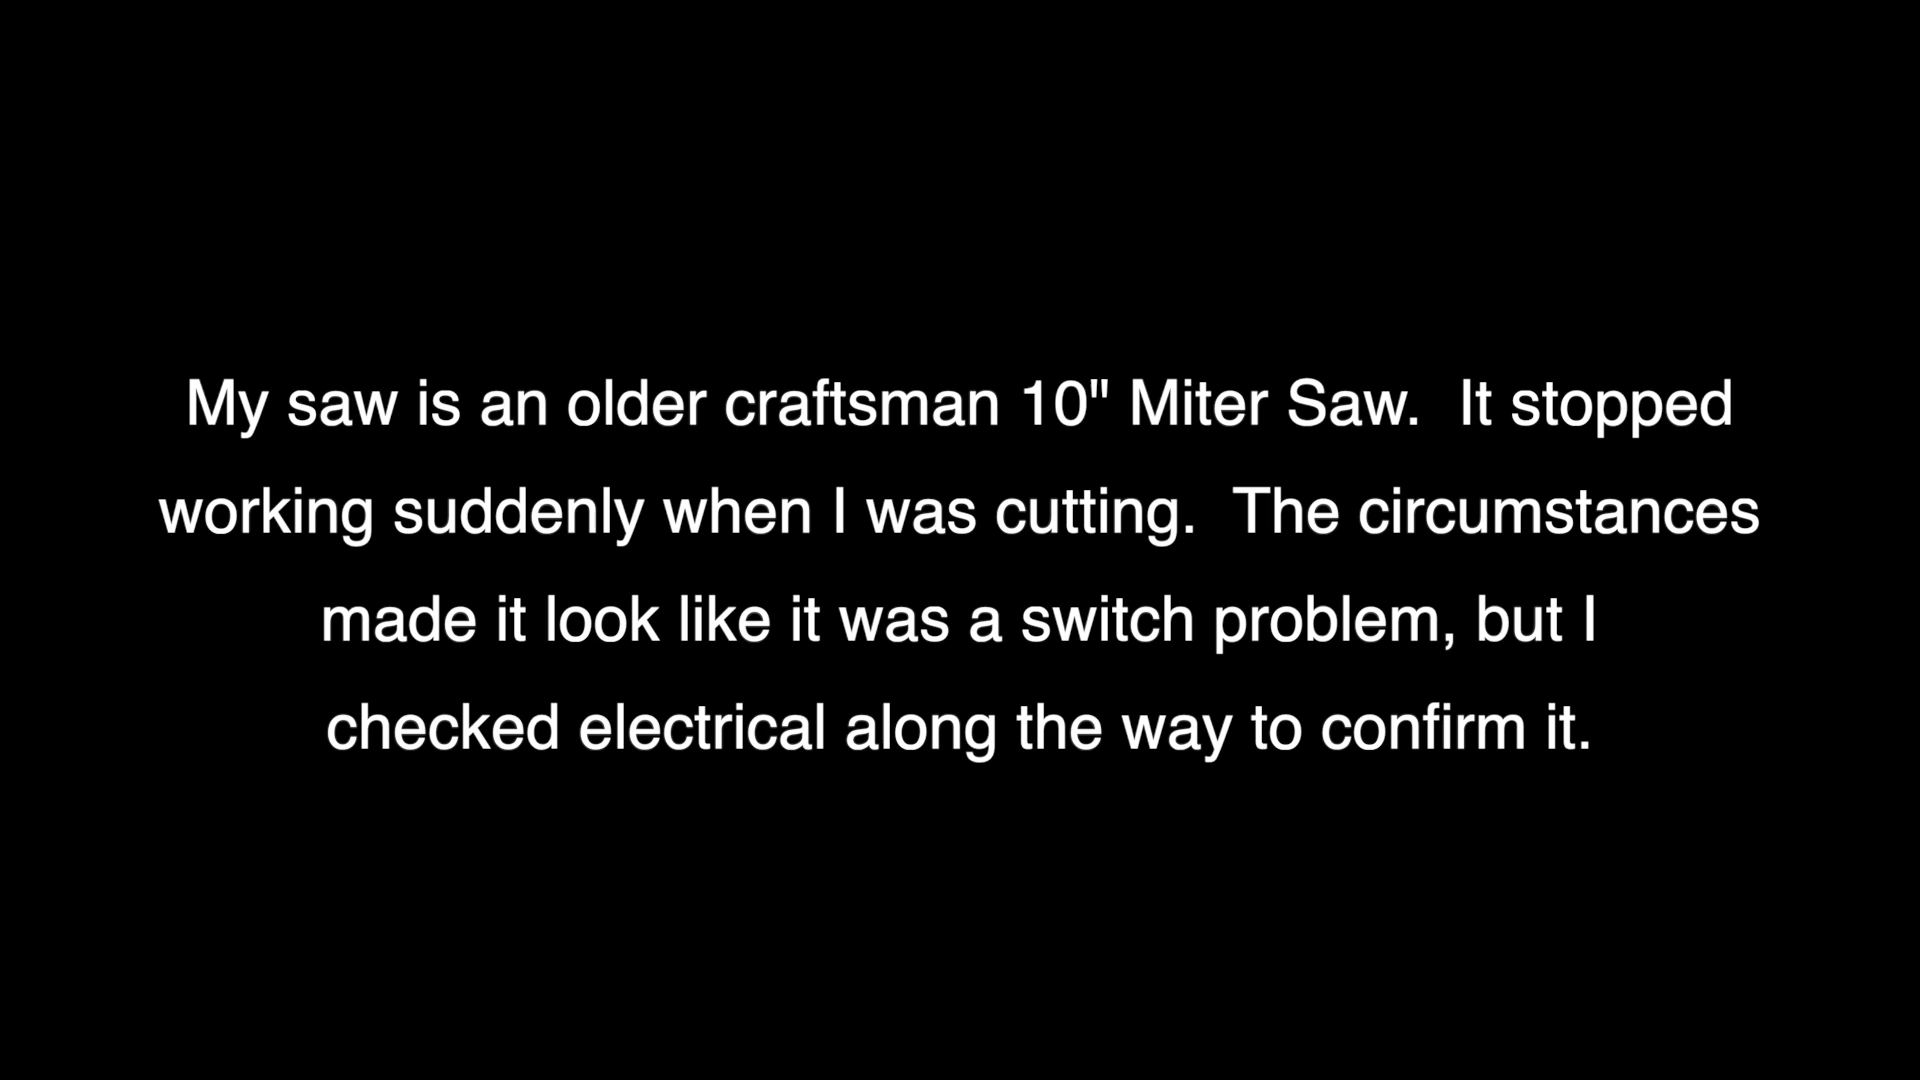 My saw is an older craftsman 10" Miter Saw.  It stopped
working suddenly when I was cutting.  The circumstances
made it look like it was a switch problem, but I
checked electrical along the way to confirm it.